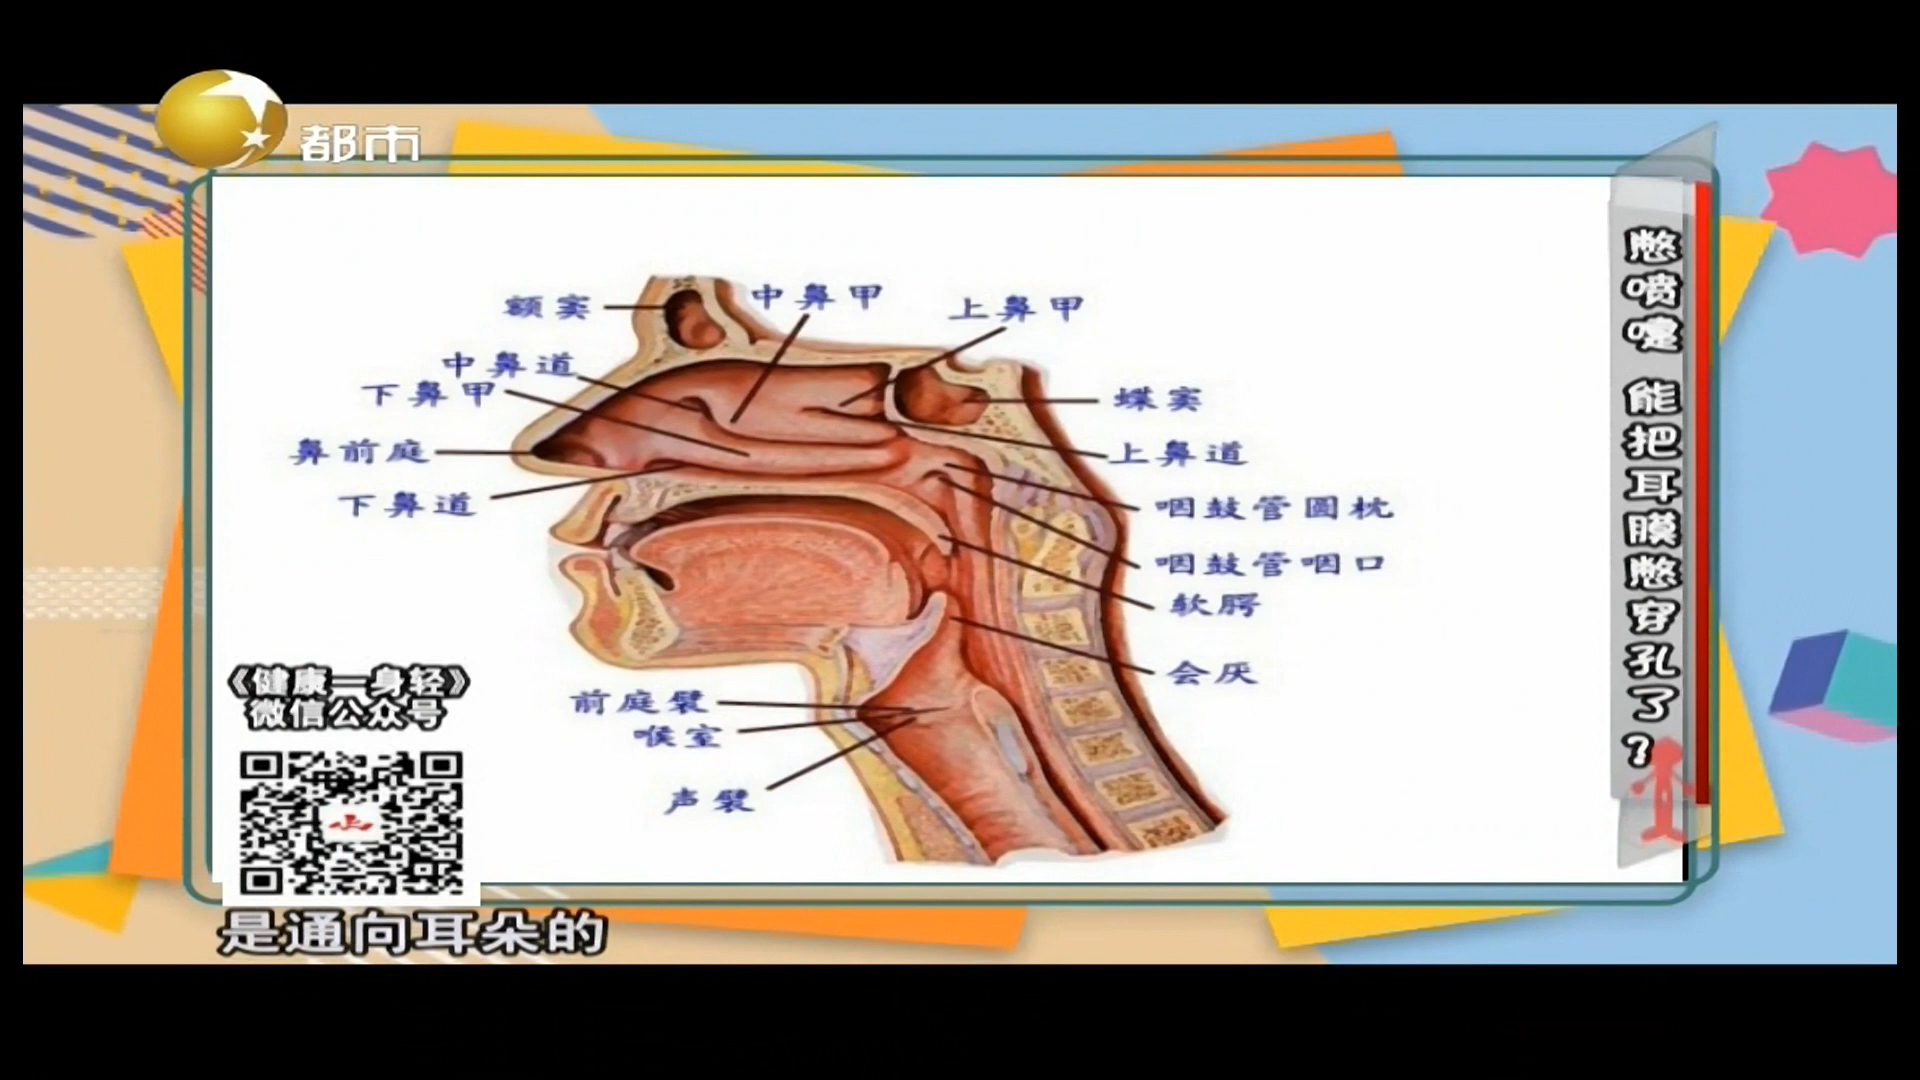 都市
额窦
中鼻甲
上鼻甲
中鼻道
下鼻甲
鼻前庭
下鼻道
蝶窦
上鼻道
咽鼓管圆枕
咽鼓管咽口
软腭
会厌
前庭襞
喉室
声襞
憋喷嚏 能把耳膜憋穿孔了?
《健康一身轻》
微信公众号
是通向耳朵的